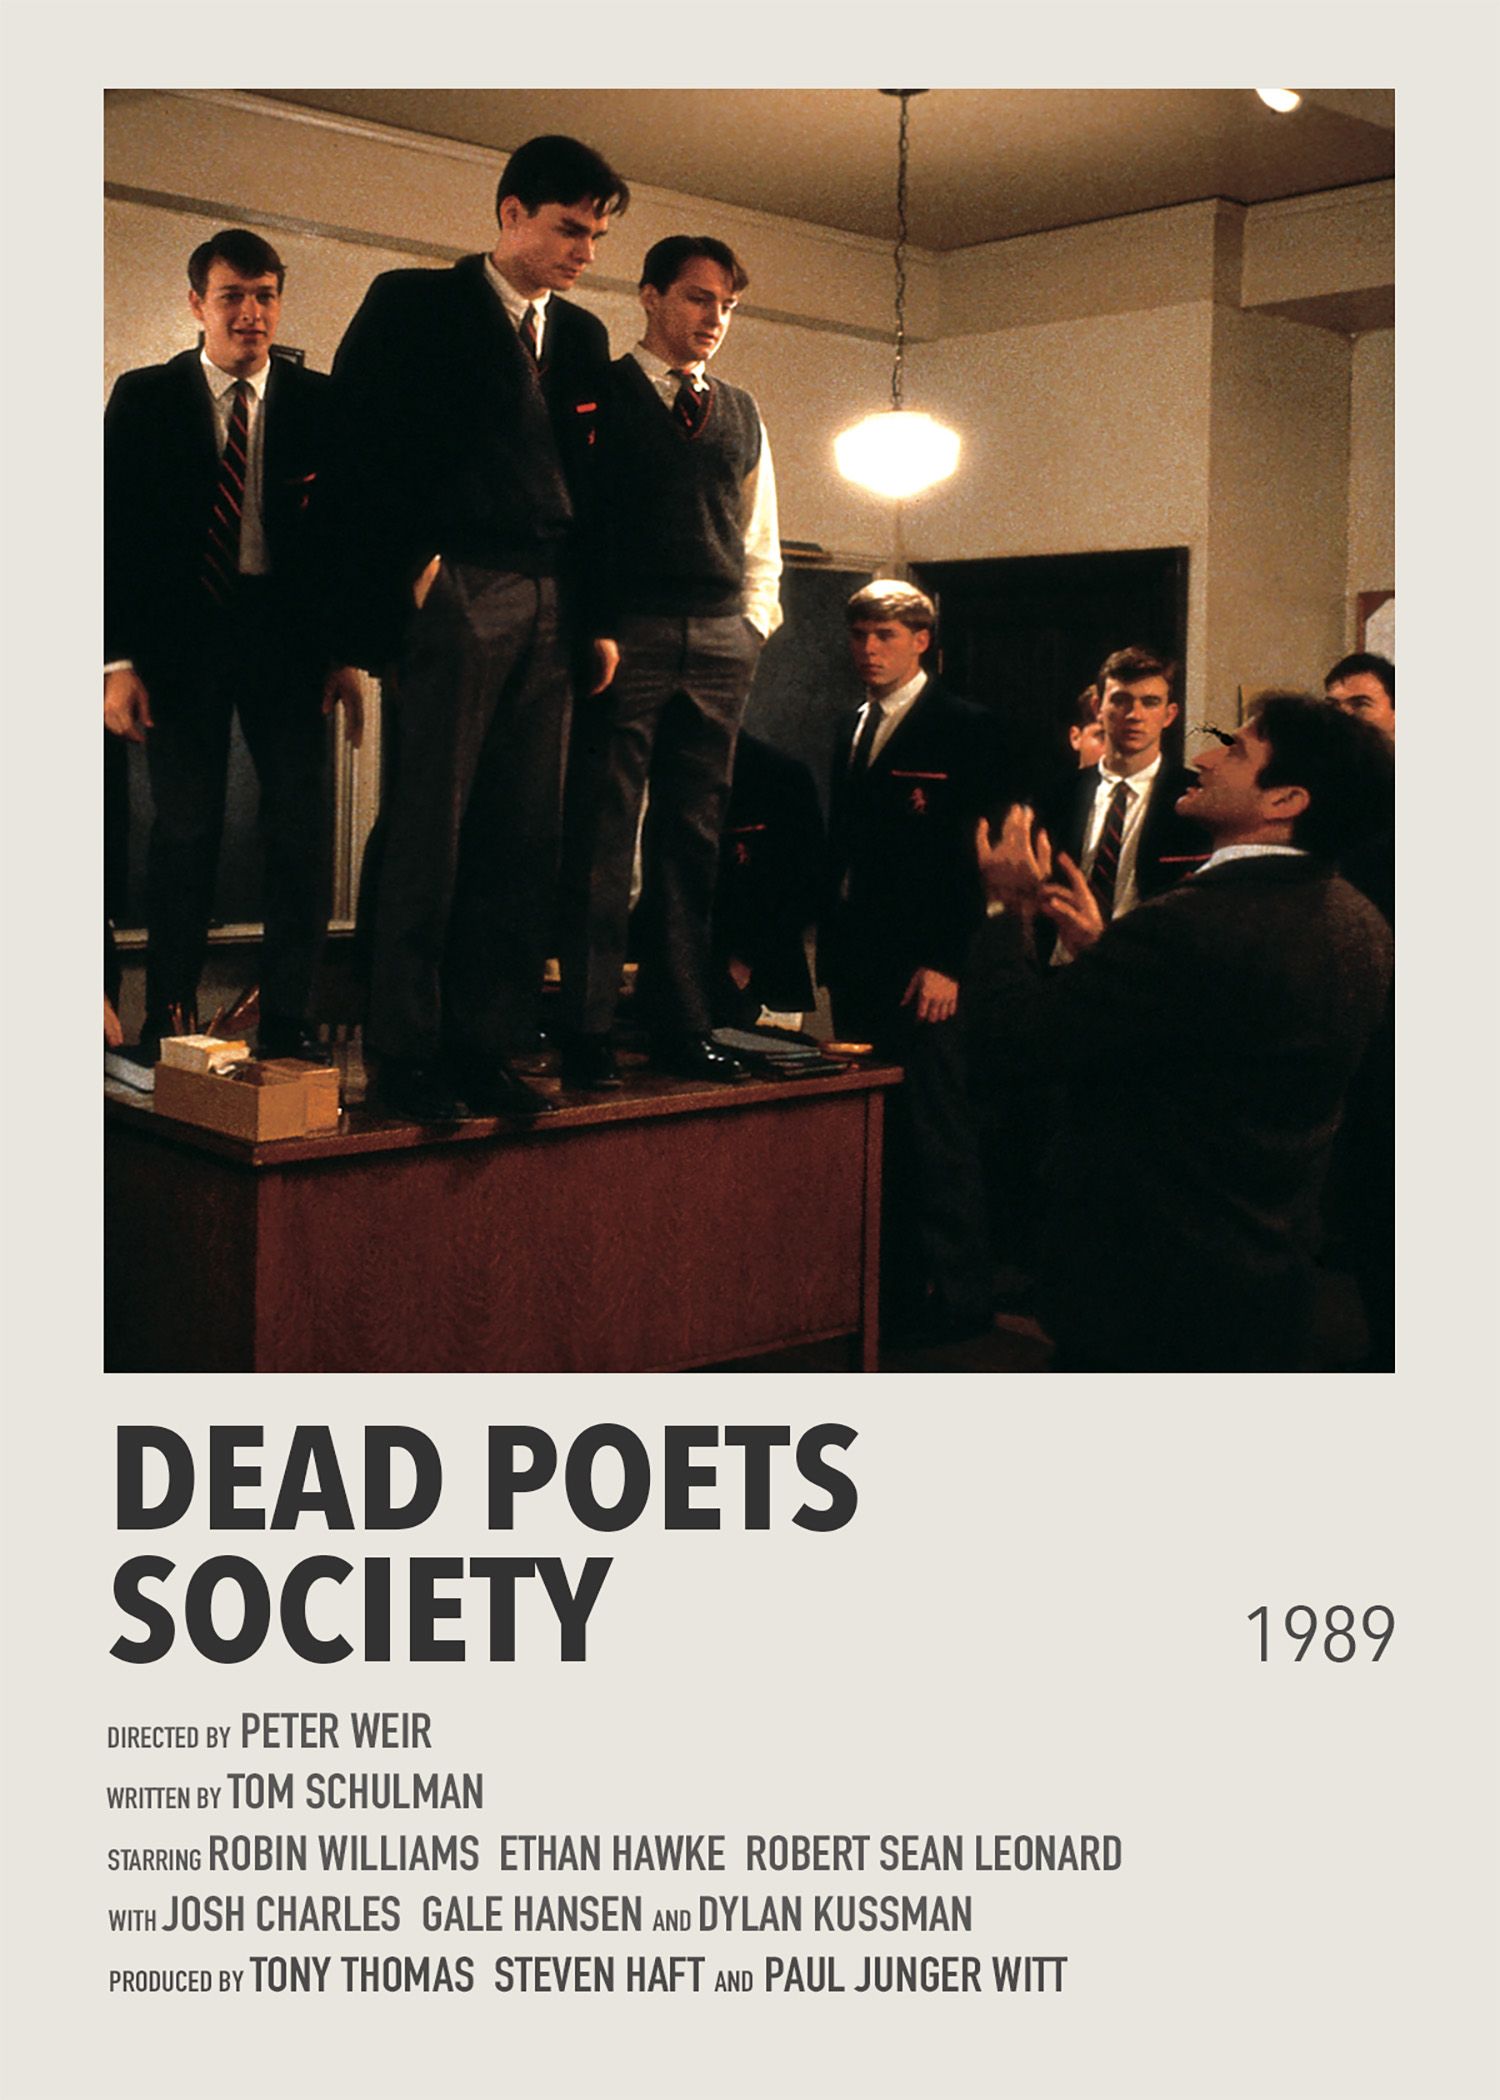 DEAD POETS
SOCIETY
1989
DIRECTED BY PETER WEIR
WRITTEN BY TOM SCHULMAN
STARRING ROBIN WILLIAMS ETHAN HAWKE ROBERT SEAN LEONARD
WITH JOSH CHARLES GALE HANSEN AND DYLAN KUSSMAN
PRODUCED BY TONY THOMAS STEVEN HAFT AND PAUL JUNGER WITT